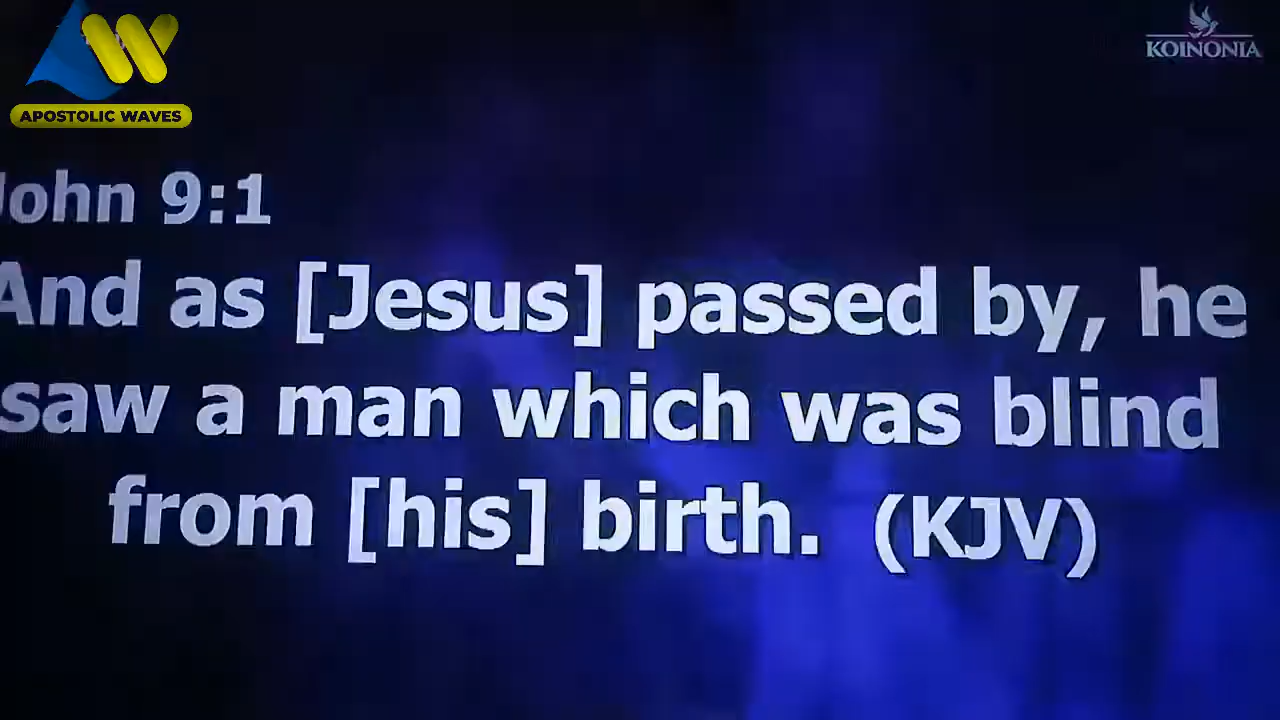 APOSTOLIC WAVES
KOINONIA
John 9:1
And as [Jesus] passed by, he
saw a man which was blind
from [his] birth. (KJV)